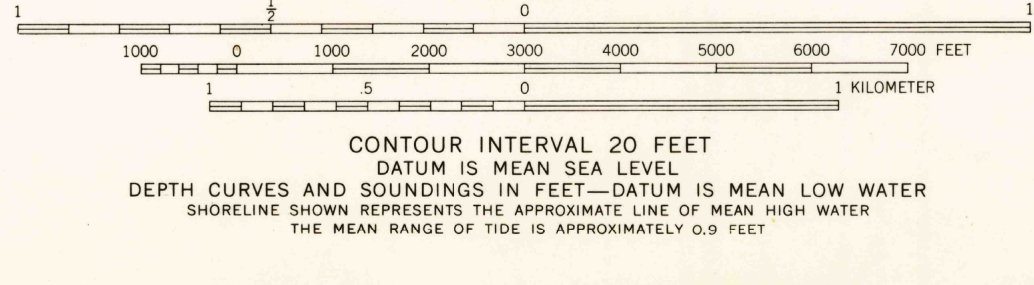 1 ½ 0 1
1000 0 1000 2000 3000 4000 5000 6000 7000 FEET
1 .5 0 1 KILOMETER
CONTOUR INTERVAL 20 FEET
DATUM IS MEAN SEA LEVEL
DEPTH CURVES AND SOUNDINGS IN FEET—DATUM IS MEAN LOW WATER
SHORELINE SHOWN REPRESENTS THE APPROXIMATE LINE OF MEAN HIGH WATER
THE MEAN RANGE OF TIDE IS APPROXIMATELY 0.9 FEET